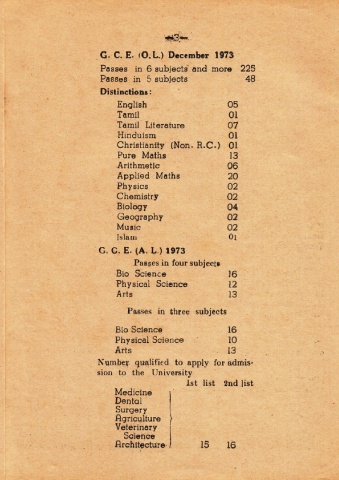 -3-
G. C. E. (O.L.) December 1973
Passes in 6 subjects and more 225
Passes in 5 subjects 48
Distinctions:
English 05
Tamil 01
Tamil Literature 07
Hinduism 01
Christianity (Non. R.C.) 01
Pure Maths 13
Arithmetic 06
Applied Maths 20
Physics 02
Chemistry 02
Biology 04
Geography 02
Music 02
Islam 01
G. C. E. (A. L.) 1973
Passes in four subjects
Bio Science 16
Physical Science 12
Arts 13
Passes in three subjects
Bio Science 16
Physical Science 10
Arts 13
Number qualified to apply for admis-
sion to the University
1st list 2nd list
Medicine
Dental
Surgery
Agriculture
Veterinary
Science
Architecture 15 16